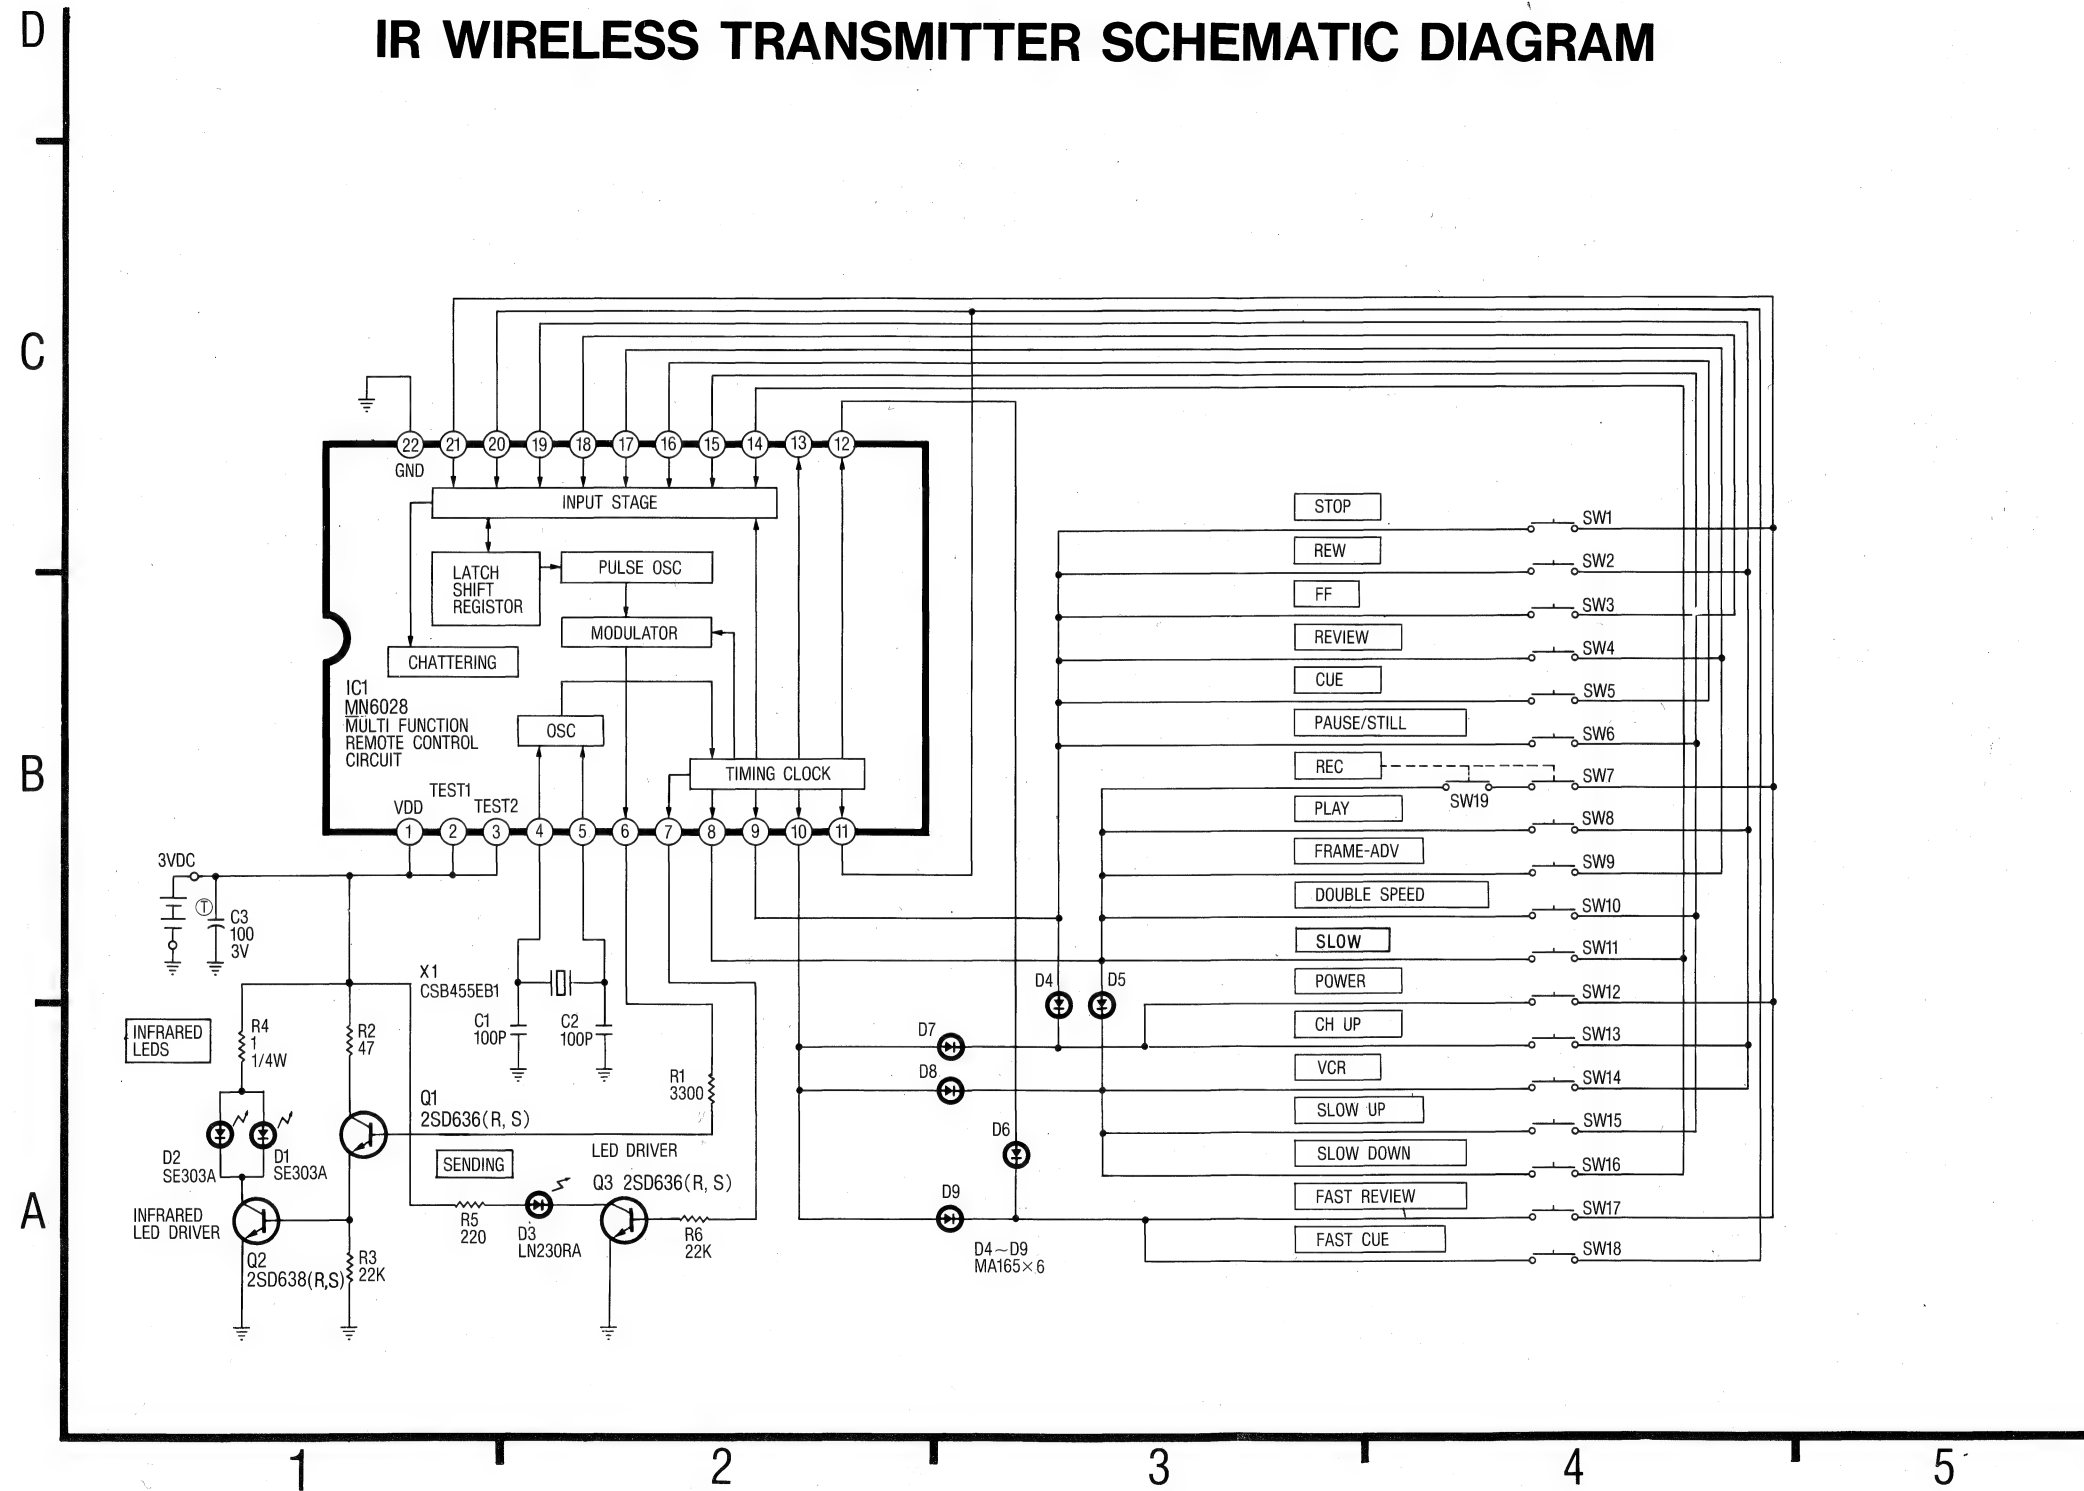 D
IR WIRELESS TRANSMITTER SCHEMATIC DIAGRAM
C
22 21 20 19 18 17 16 15 14 13 12
GND
INPUT STAGE
LATCH
SHIFT
REGISTOR
PULSE OSC
MODULATOR
CHATTERING
IC1
MN6028
MULTI FUNCTION
REMOTE CONTROL
CIRCUIT
OSC
TIMING CLOCK
VDD
TEST1
TEST2
1 2 3 4 5 6 7 8 9 10 11
STOP
SW1
REW
SW2
FF
SW3
REVIEW
SW4
CUE
SW5
PAUSE/STILL
SW6
REC
SW7
SW19
PLAY
SW8
FRAME-ADV
SW9
DOUBLE SPEED
SW10
SLOW
SW11
POWER
SW12
CH UP
SW13
VCR
SW14
SLOW UP
SW15
SLOW DOWN
SW16
FAST REVIEW
SW17
FAST CUE
SW18
B
3VDC
T
C3
100
3V
X1
CSB455EB1
C1
100P
C2
100P
D4
D5
D7
D8
D6
D9
D4~D9
MA165×6
INFRARED
LEDS
R4
1
1/4W
R2
47
R1
3300
Q1
2SD636(R, S)
D2
SE303A
D1
SE303A
SENDING
LED DRIVER
Q3 2SD636(R, S)
A
INFRARED
LED DRIVER
Q2
2SD638(R,S)
R3
22K
R5
220
D3
LN230RA
R6
22K
1 2 3 4 5